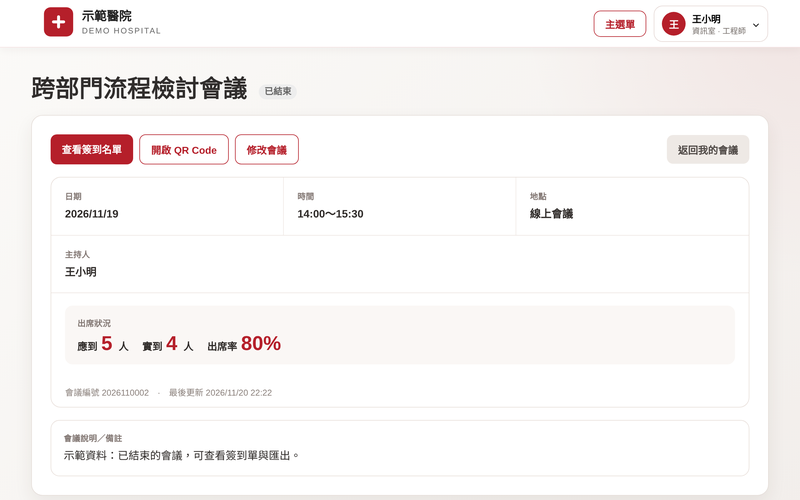 示範醫院
DEMO HOSPITAL
主選單
王
王小明
資訊室 · 工程師
跨部門流程檢討會議
已結束
查看簽到名單
開啟 QR Code
修改會議
返回我的會議
日期
2026/11/19
時間
14:00～15:30
地點
線上會議
主持人
王小明
出席狀況
應到 5 人 實到 4 人 出席率 80%
會議編號 2026110002 · 最後更新 2026/11/20 22:22
會議說明／備註
示範資料：已結束的會議，可查看簽到單與匯出。